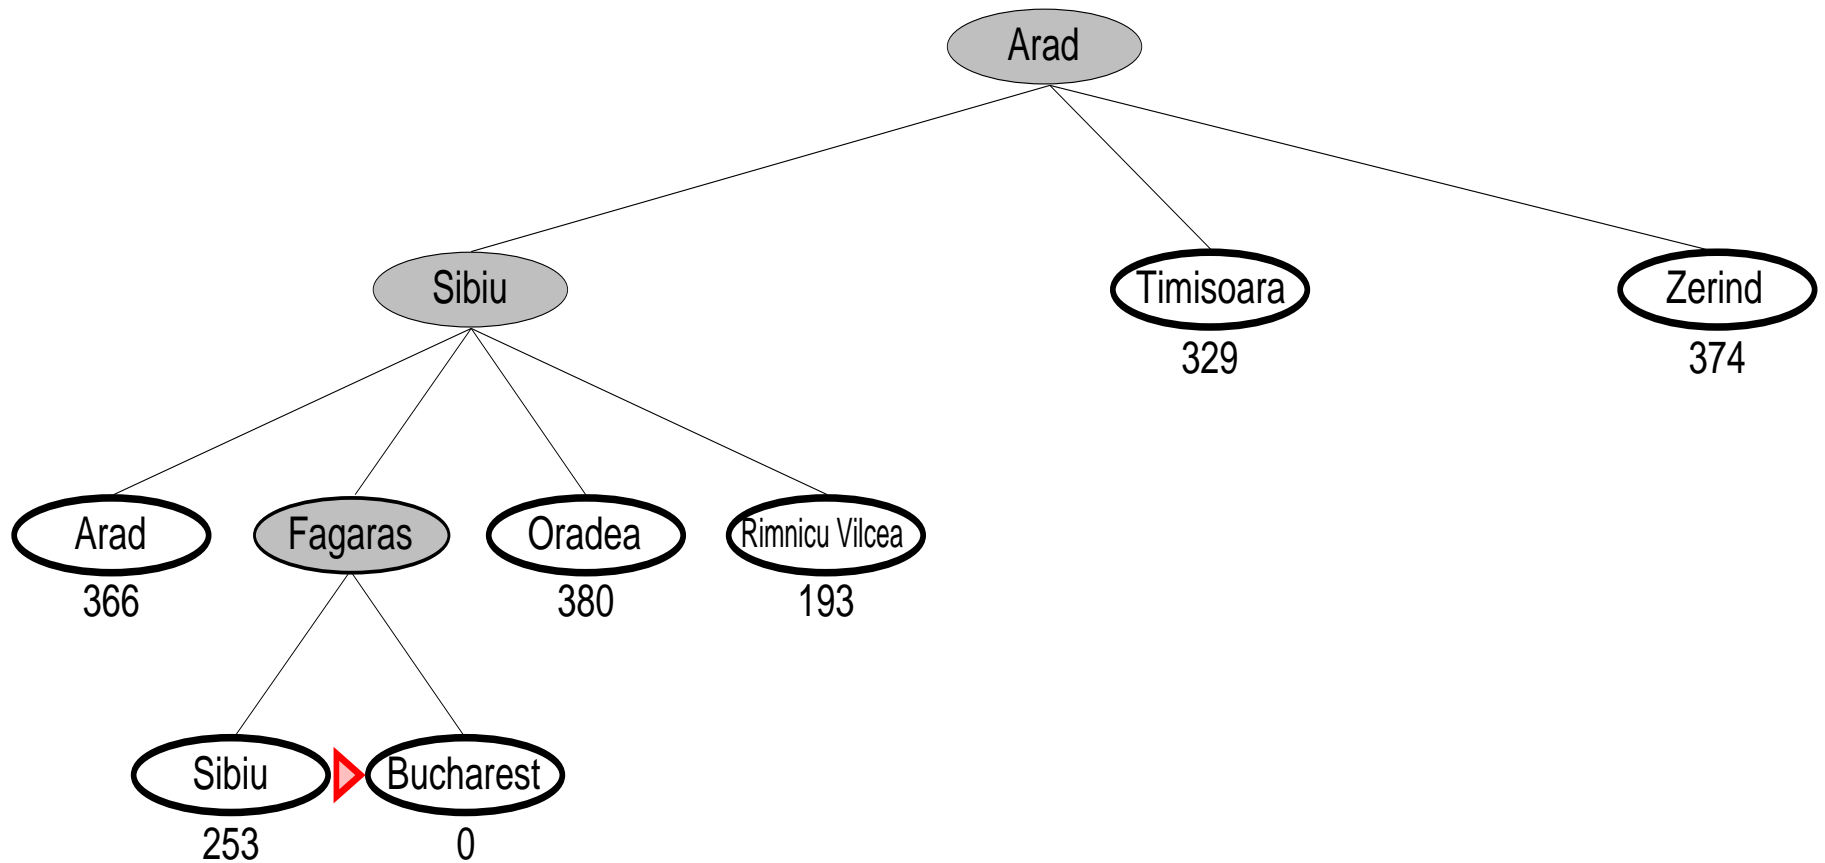 Arad
Sibiu
Timisoara
Zerind
329
374
Arad
Fagaras
Oradea
Rimnicu Vilcea
366
380
193
Sibiu
Bucharest
253
0